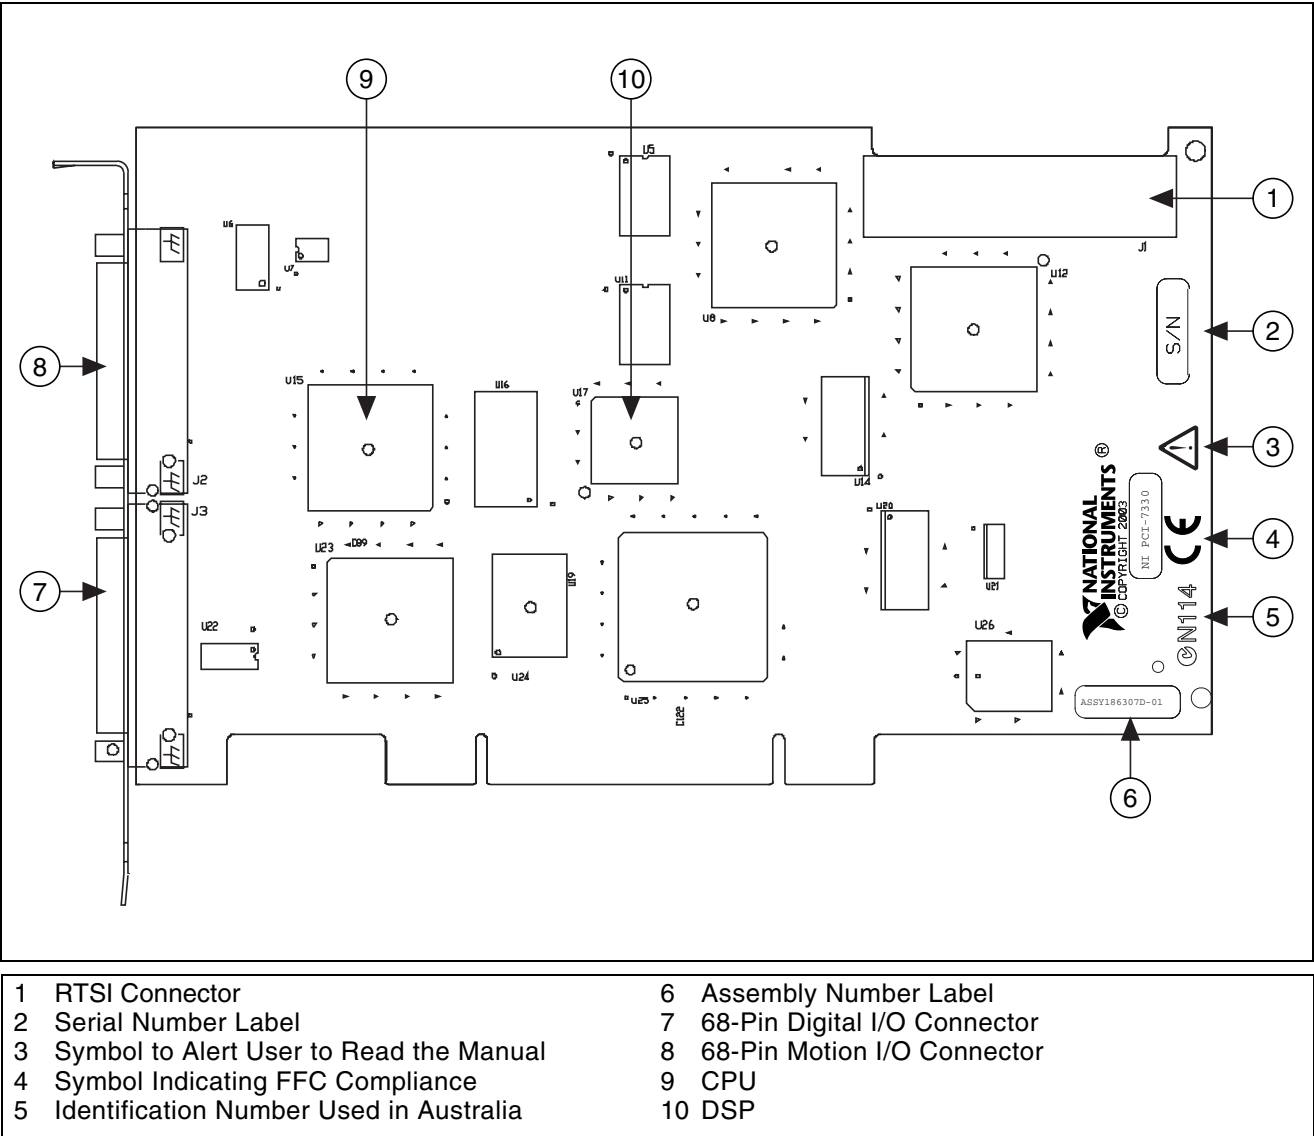 9
10
U5
U6
U7
U11
U8
J1
U12
1
2
S/N
8
U15
U16
U17
J2
J3
U14
3
NATIONAL
INSTRUMENTS ®
© COPYRIGHT 2003
NI PCI-7330
CE
4
U20
U23
U19
U21
7
N114
5
U22
U24
U25
C122
U26
ASSY186307D-01
6
1 RTSI Connector
2 Serial Number Label
3 Symbol to Alert User to Read the Manual
4 Symbol Indicating FFC Compliance
5 Identification Number Used in Australia
6 Assembly Number Label
7 68-Pin Digital I/O Connector
8 68-Pin Motion I/O Connector
9 CPU
10 DSP